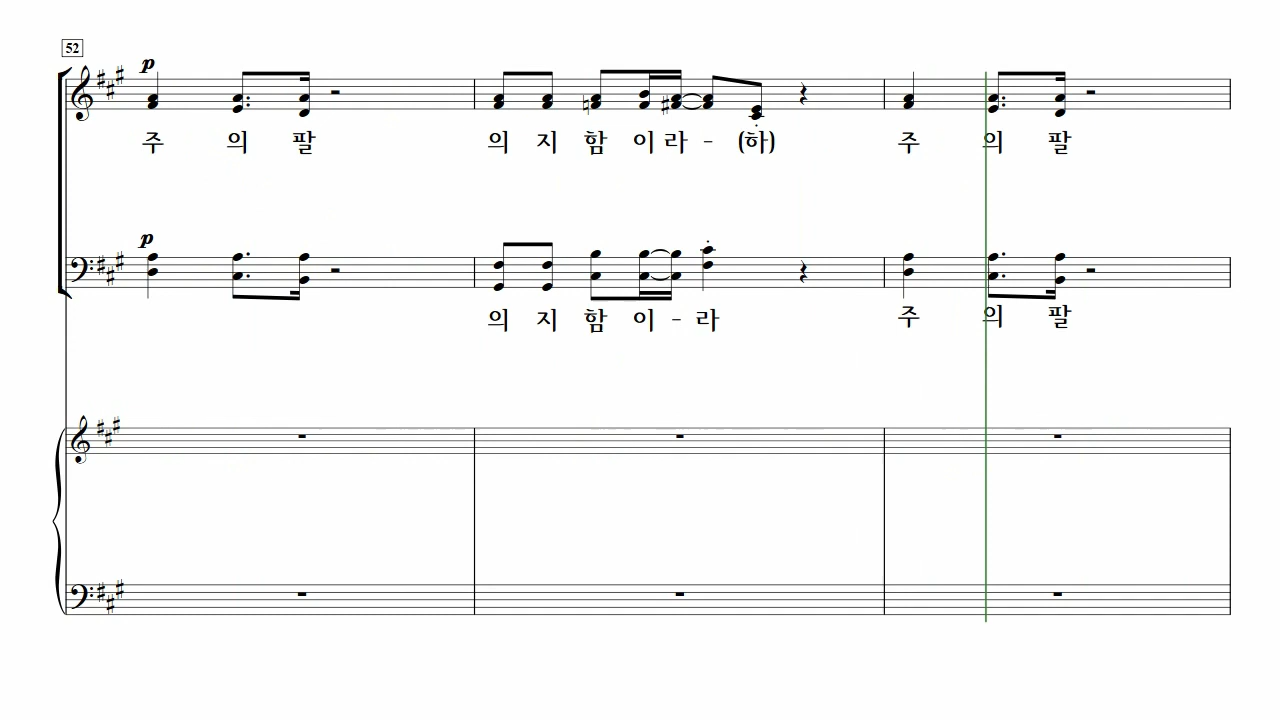 52
p
주 의 팔 의 지 함 이 라 - (하) 주 의 팔
p
의 지 함 이 - 라 주 의 팔